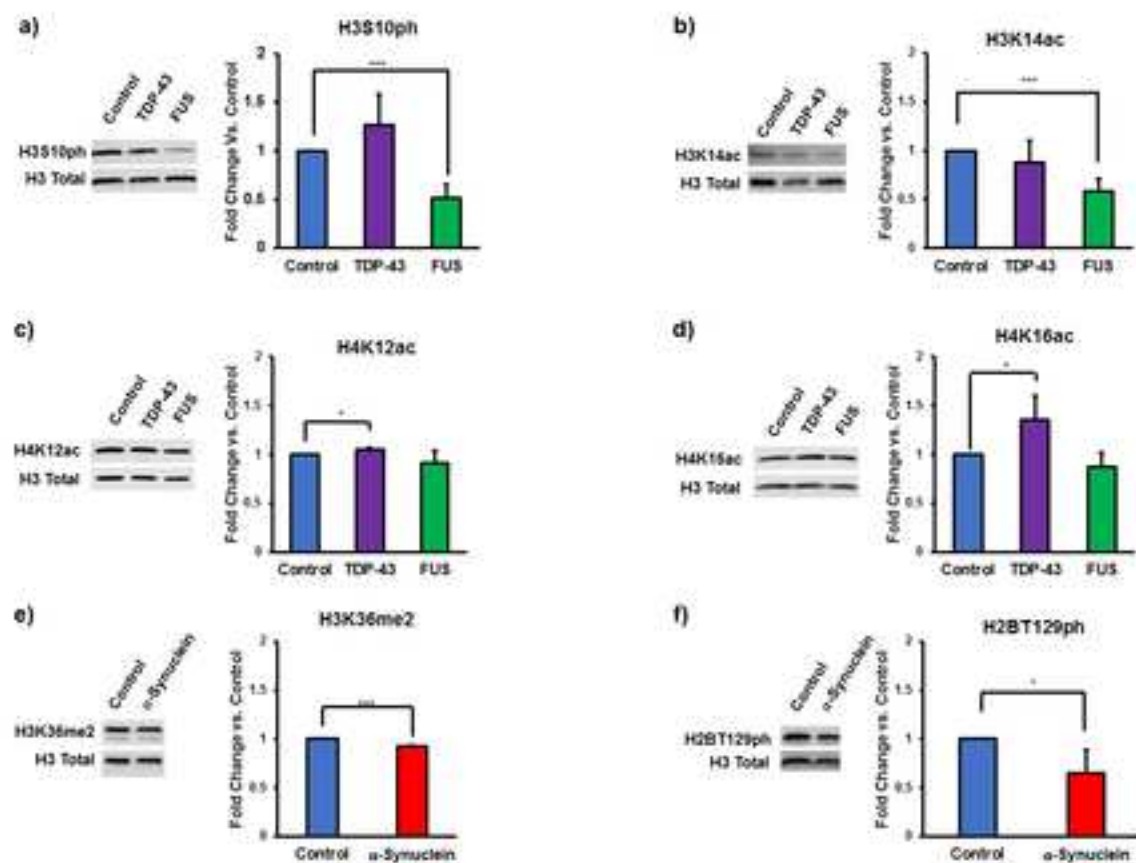 a)
H3S10ph
Control
TDP-43
FUS
H3S10ph
H3 Total
Fold Change Vs. Control
2
1.5
1
0.5
0
****
Control TDP-43 FUS
b)
H3K14ac
Control
TDP-43
FUS
H3K14ac
H3 Total
Fold Change vs. Control
2
1.5
1
0.5
0
***
Control TDP-43 FUS
c)
H4K12ac
Control
TDP-43
FUS
H4K12ac
H3 Total
Fold Change vs. Control
2
1.5
1
0.5
0
*
Control TDP-43 FUS
d)
H4K16ac
Control
TDP-43
FUS
H4K16ac
H3 Total
Fold Change vs. Control
2
1.5
1
0.5
0
*
Control TDP-43 FUS
e)
H3K36me2
Control
α-Synuclein
H3K36me2
H3 Total
Fold Change vs. Control
2
1.5
1
0.5
0
***
Control α-Synuclein
f)
H2BT129ph
Control
α-Synuclein
H2BT129ph
H3 Total
Fold Change vs. Control
2
1.5
1
0.5
0
*
Control α-Synuclein